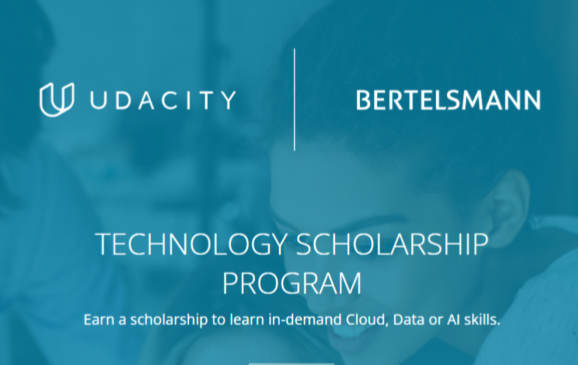 UDACITY
BERTELSMANN
TECHNOLOGY SCHOLARSHIP
PROGRAM
Earn a scholarship to learn in-demand Cloud, Data or AI skills.